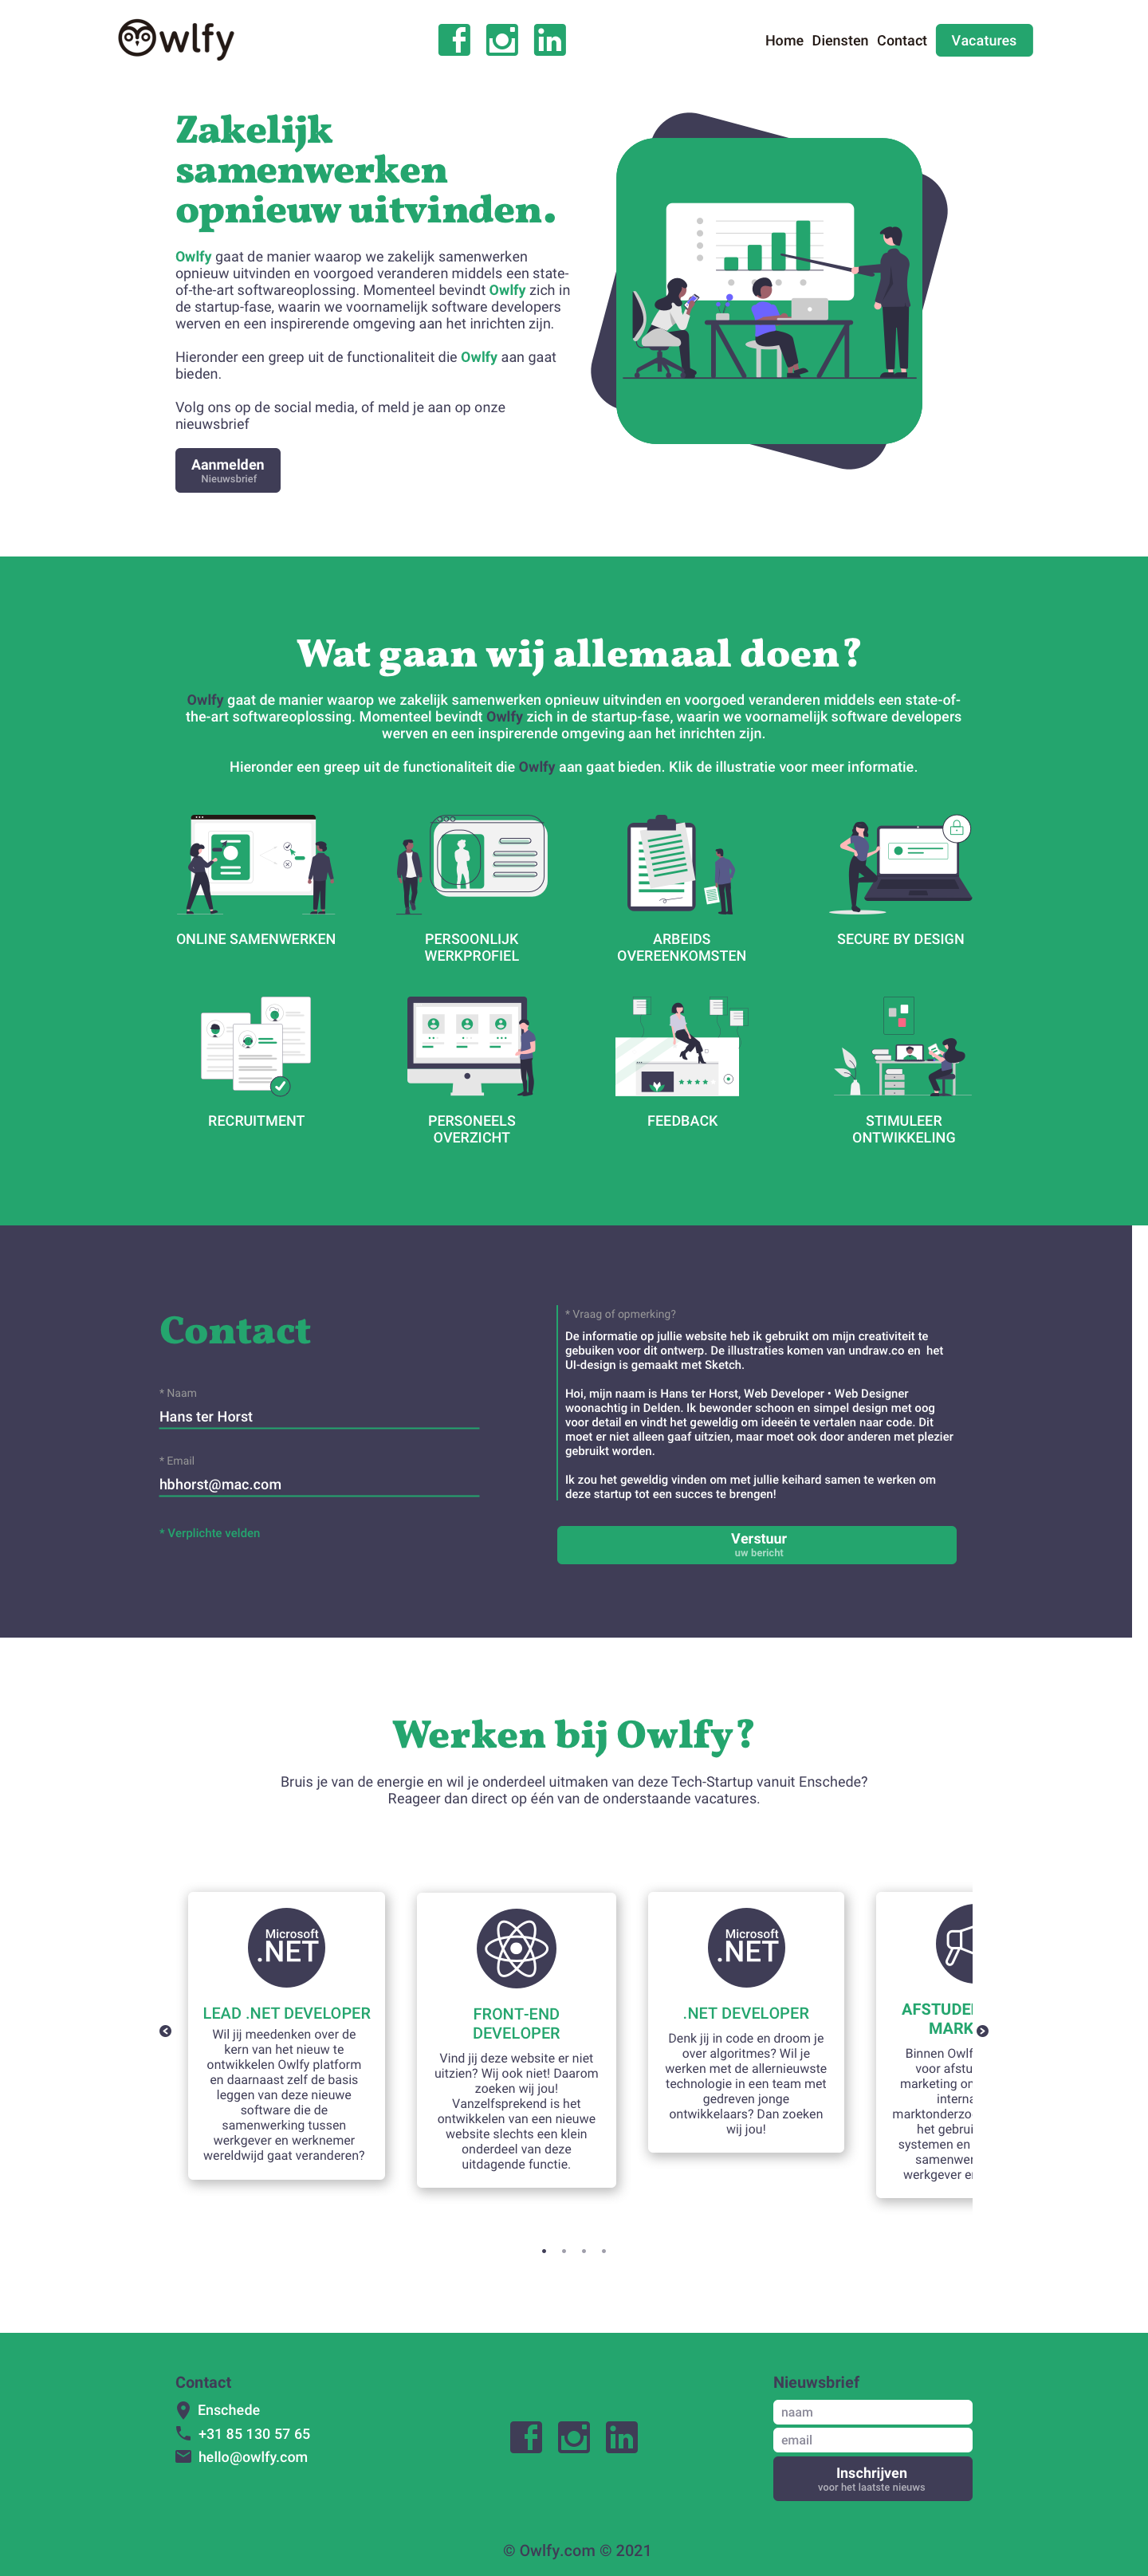 Owlfy
Home Diensten Contact Vacatures
Zakelijk
samenwerken
opnieuw uitvinden.
Owlfy gaat de manier waarop we zakelijk samenwerken
opnieuw uitvinden en voorgoed veranderen middels een state-
of-the-art softwareoplossing. Momenteel bevindt Owlfy zich in
de startup-fase, waarin we voornamelijk software developers
werven en een inspirerende omgeving aan het inrichten zijn.
Hieronder een greep uit de functionaliteit die Owlfy aan gaat
bieden.
Volg ons op de social media, of meld je aan op onze
nieuwsbrief
Aanmelden
Nieuwsbrief
Wat gaan wij allemaal doen?
Owlfy gaat de manier waarop we zakelijk samenwerken opnieuw uitvinden en voorgoed veranderen middels een state-of-
the-art softwareoplossing. Momenteel bevindt Owlfy zich in de startup-fase, waarin we voornamelijk software developers
werven en een inspirerende omgeving aan het inrichten zijn.
Hieronder een greep uit de functionaliteit die Owlfy aan gaat bieden. Klik de illustratie voor meer informatie.
ONLINE SAMENWERKEN
PERSOONLIJK
WERKPROFIEL
ARBEIDS
OVEREENKOMSTEN
SECURE BY DESIGN
RECRUITMENT
PERSONEELS
OVERZICHT
FEEDBACK
STIMULEER
ONTWIKKELING
Contact
* Naam
Hans ter Horst
* Email
hbhorst@mac.com
* Verplichte velden
* Vraag of opmerking?
De informatie op jullie website heb ik gebruikt om mijn creativiteit te
gebuiken voor dit ontwerp. De illustraties komen van undraw.co en  het
UI-design is gemaakt met Sketch.
Hoi, mijn naam is Hans ter Horst, Web Developer • Web Designer
woonachtig in Delden. Ik bewonder schoon en simpel design met oog
voor detail en vindt het geweldig om ideeën te vertalen naar code. Dit
moet er niet alleen gaaf uitzien, maar moet ook door anderen met plezier
gebruikt worden.
Ik zou het geweldig vinden om met jullie keihard samen te werken om
deze startup tot een succes te brengen!
Verstuur
uw bericht
Werken bij Owlfy?
Bruis je van de energie en wil je onderdeel uitmaken van deze Tech-Startup vanuit Enschede?
Reageer dan direct op één van de onderstaande vacatures.
Microsoft
.NET
LEAD .NET DEVELOPER
Wil jij meedenken over de
kern van het nieuw te
ontwikkelen Owlfy platform
en daarnaast zelf de basis
leggen van deze nieuwe
software die de
samenwerking tussen
werkgever en werknemer
wereldwijd gaat veranderen?
FRONT-END
DEVELOPER
Vind jij deze website er niet
uitzien? Wij ook niet! Daarom
zoeken wij jou!
Vanzelfsprekend is het
ontwikkelen van een nieuwe
website slechts een klein
onderdeel van deze
uitdagende functie.
Microsoft
.NET
.NET DEVELOPER
Denk jij in code en droom je
over algoritmes? Wil je
werken met de allernieuwste
technologie in een team met
gedreven jonge
ontwikkelaars? Dan zoeken
wij jou!
AFSTUDE
MARK
Binnen Owlf
voor afstu
marketing on
interna
marktonderzo
het gebrui
systemen en
samenwer
werkgever e
Contact
Enschede
+31 85 130 57 65
hello@owlfy.com
Nieuwsbrief
naam
email
Inschrijven
voor het laatste nieuws
© Owlfy.com © 2021